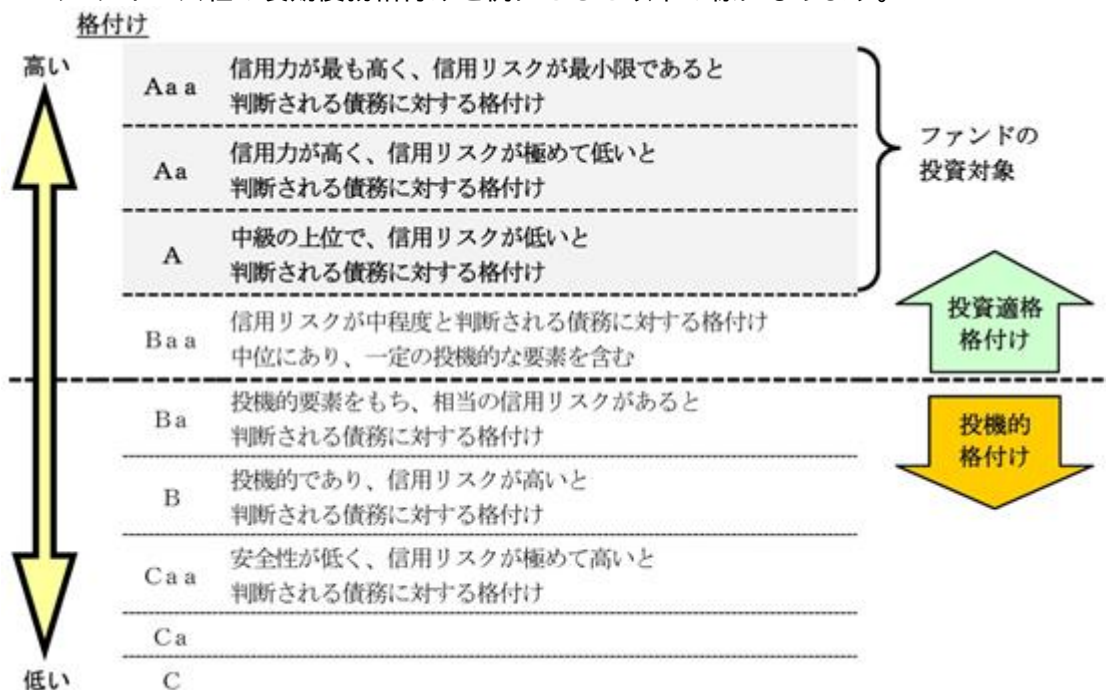 格付け
高い
Aaa
信用力が最も高く、信用リスクが最小限であると
判断される債務に対する格付け
Aa
信用力が高く、信用リスクが極めて低いと
判断される債務に対する格付け
A
中級の上位で、信用リスクが低いと
判断される債務に対する格付け
ファンドの
投資対象
Baa
信用リスクが中程度と判断される債務に対する格付け
中位にあり、一定の投機的な要素を含む
投資適格
格付け
Ba
投機的要素をもち、相当の信用リスクがあると
判断される債務に対する格付け
投機的
格付け
B
投機的であり、信用リスクが高いと
判断される債務に対する格付け
Caa
安全性が低く、信用リスクが極めて高いと
判断される債務に対する格付け
Ca
低い
C